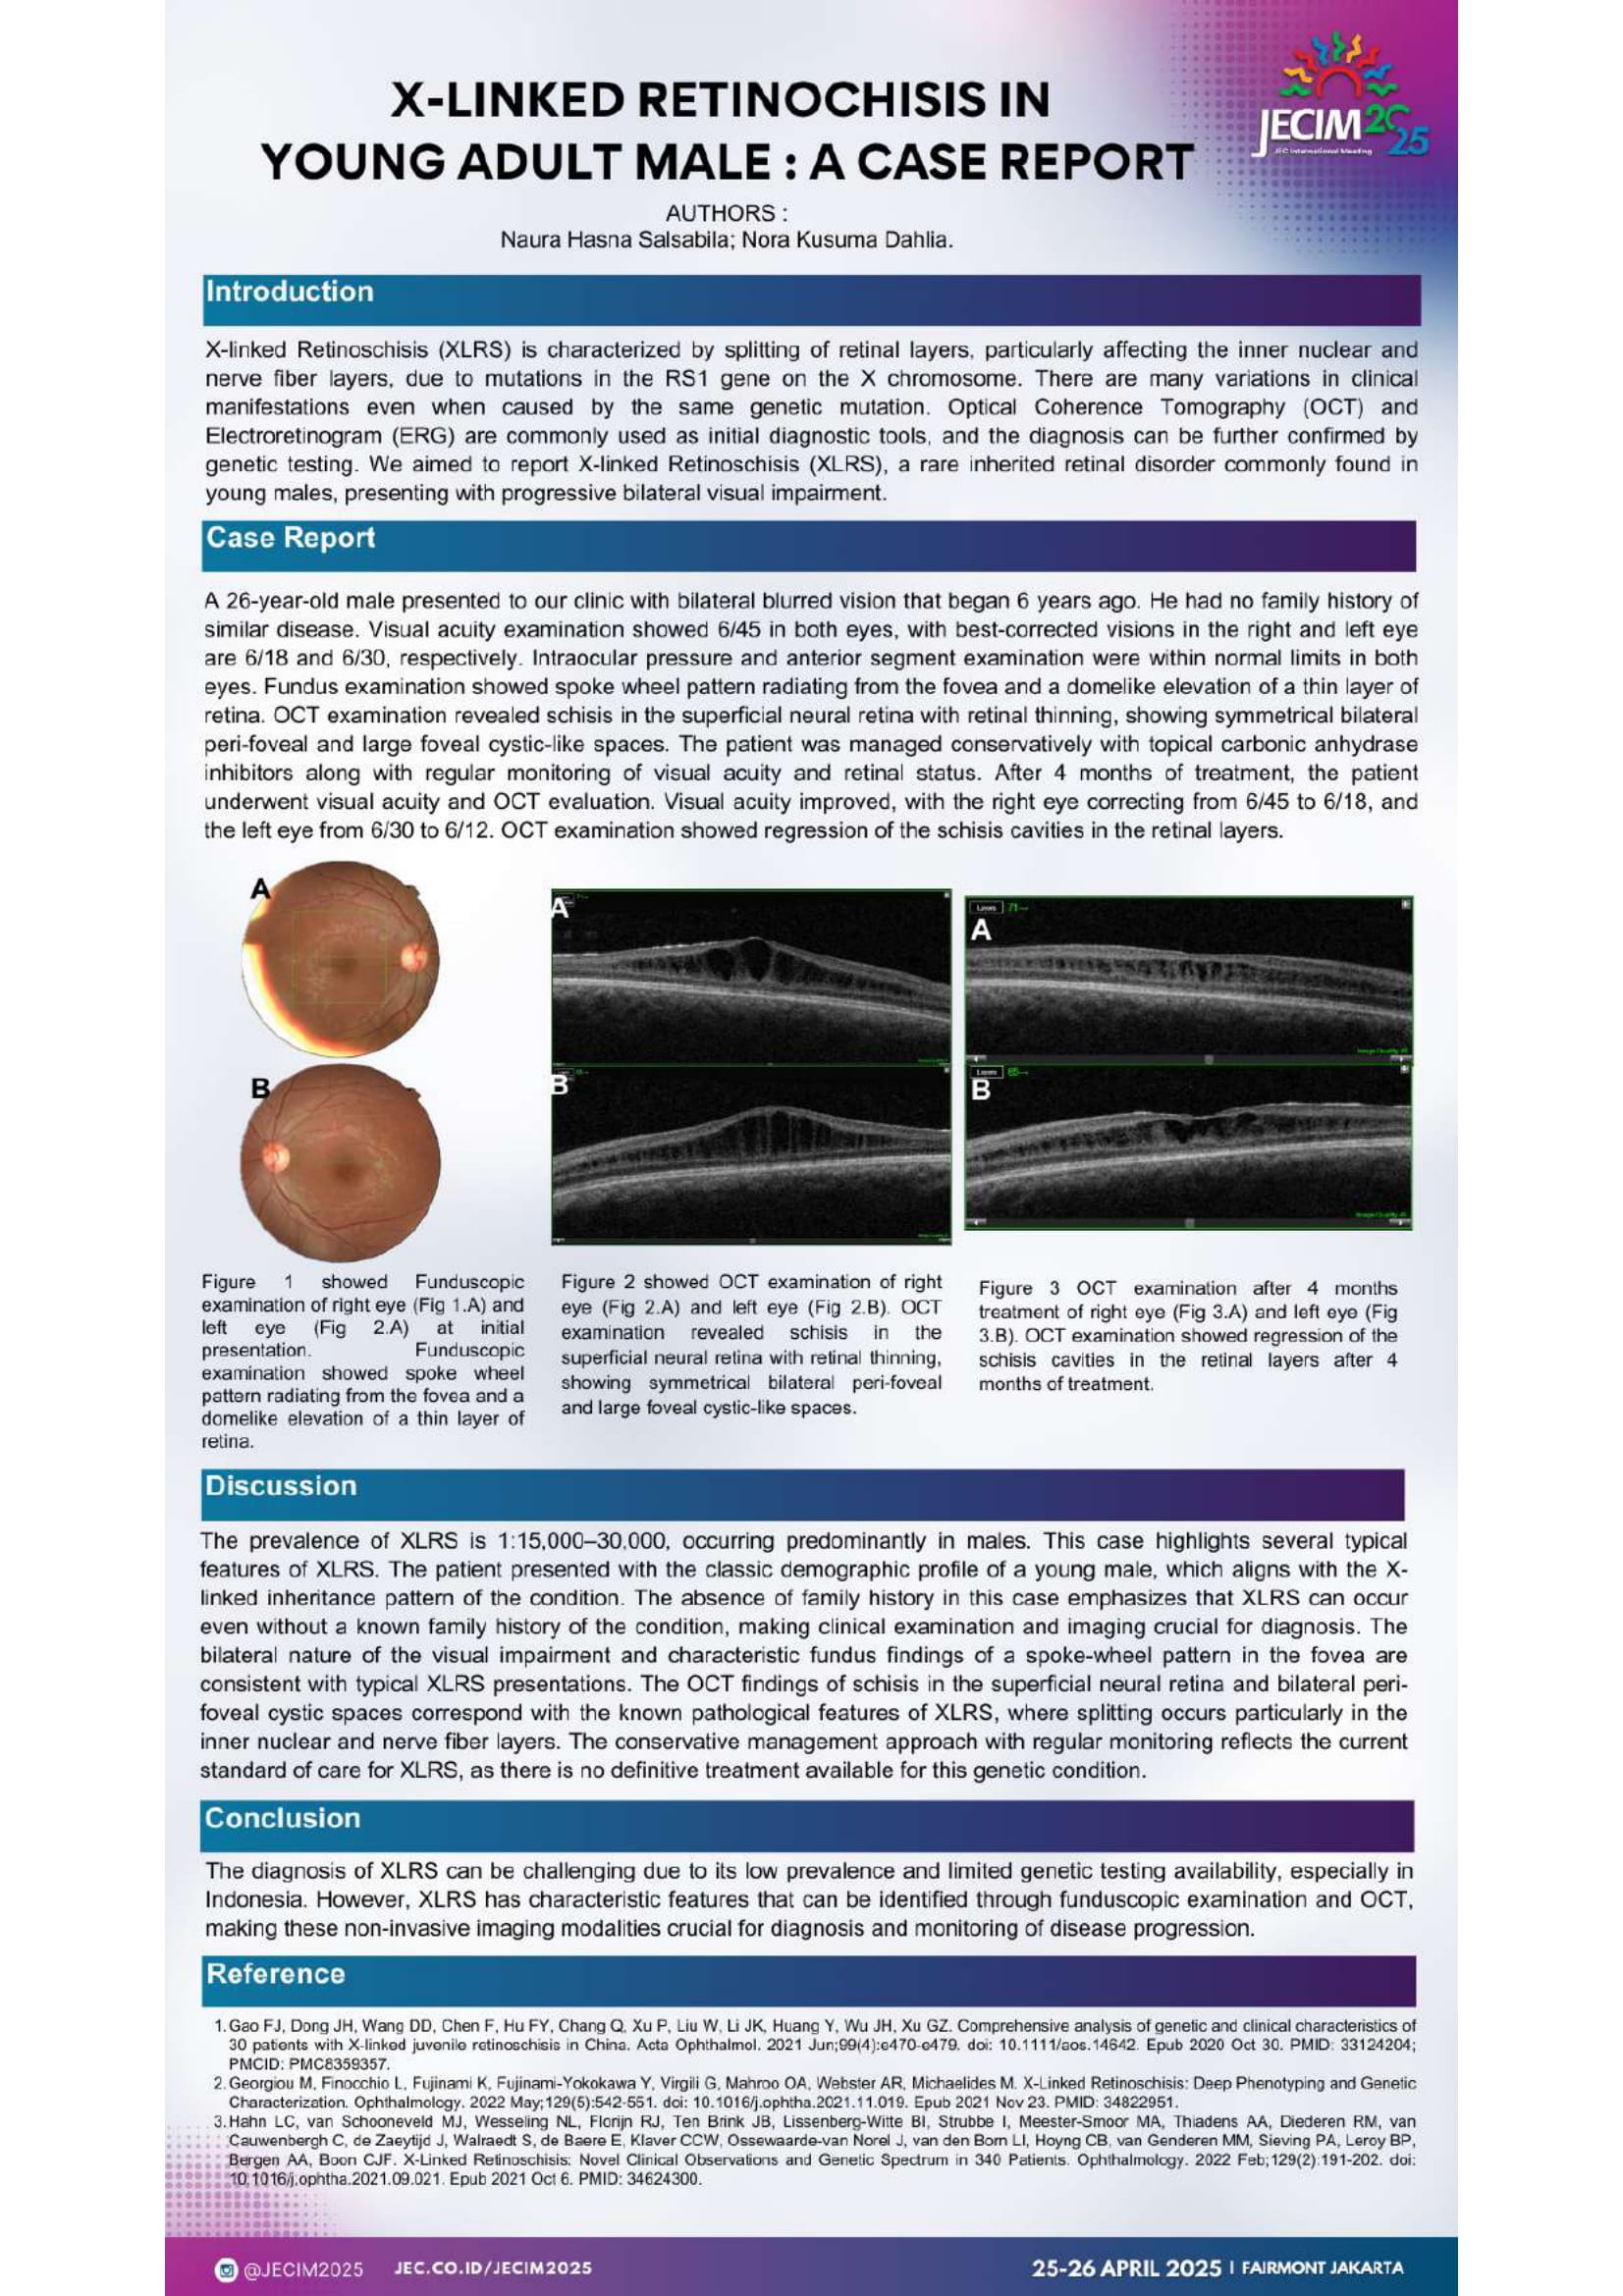 X-LINKED RETINOCHISIS IN
YOUNG ADULT MALE : A CASE REPORT
JECIM 2025
JEC International Meeting
AUTHORS :
Naura Hasna Salsabila; Nora Kusuma Dahlia.
Introduction
X-linked Retinoschisis (XLRS) is characterized by splitting of retinal layers, particularly affecting the inner nuclear and
nerve fiber layers, due to mutations in the RS1 gene on the X chromosome. There are many variations in clinical
manifestations even when caused by the same genetic mutation. Optical Coherence Tomography (OCT) and
Electroretinogram (ERG) are commonly used as initial diagnostic tools, and the diagnosis can be further confirmed by
genetic testing. We aimed to report X-linked Retinoschisis (XLRS), a rare inherited retinal disorder commonly found in
young males, presenting with progressive bilateral visual impairment.
Case Report
A 26-year-old male presented to our clinic with bilateral blurred vision that began 6 years ago. He had no family history of
similar disease. Visual acuity examination showed 6/45 in both eyes, with best-corrected visions in the right and left eye
are 6/18 and 6/30, respectively. Intraocular pressure and anterior segment examination were within normal limits in both
eyes. Fundus examination showed spoke wheel pattern radiating from the fovea and a domelike elevation of a thin layer of
retina. OCT examination revealed schisis in the superficial neural retina with retinal thinning, showing symmetrical bilateral
peri-foveal and large foveal cystic-like spaces. The patient was managed conservatively with topical carbonic anhydrase
inhibitors along with regular monitoring of visual acuity and retinal status. After 4 months of treatment, the patient
underwent visual acuity and OCT evaluation. Visual acuity improved, with the right eye correcting from 6/45 to 6/18, and
the left eye from 6/30 to 6/12. OCT examination showed regression of the schisis cavities in the retinal layers.
A
B
A
B
Layers 71
A
Layers 65
B
Figure 1 showed Funduscopic
examination of right eye (Fig 1.A) and
left eye (Fig 2.A) at initial
presentation. Funduscopic
examination showed spoke wheel
pattern radiating from the fovea and a
domelike elevation of a thin layer of
retina.
Figure 2 showed OCT examination of right
eye (Fig 2.A) and left eye (Fig 2.B). OCT
examination revealed schisis in the
superficial neural retina with retinal thinning,
showing symmetrical bilateral peri-foveal
and large foveal cystic-like spaces.
Figure 3 OCT examination after 4 months
treatment of right eye (Fig 3.A) and left eye (Fig
3.B). OCT examination showed regression of the
schisis cavities in the retinal layers after 4
months of treatment.
Discussion
The prevalence of XLRS is 1:15,000–30,000, occurring predominantly in males. This case highlights several typical
features of XLRS. The patient presented with the classic demographic profile of a young male, which aligns with the X-
linked inheritance pattern of the condition. The absence of family history in this case emphasizes that XLRS can occur
even without a known family history of the condition, making clinical examination and imaging crucial for diagnosis. The
bilateral nature of the visual impairment and characteristic fundus findings of a spoke-wheel pattern in the fovea are
consistent with typical XLRS presentations. The OCT findings of schisis in the superficial neural retina and bilateral peri-
foveal cystic spaces correspond with the known pathological features of XLRS, where splitting occurs particularly in the
inner nuclear and nerve fiber layers. The conservative management approach with regular monitoring reflects the current
standard of care for XLRS, as there is no definitive treatment available for this genetic condition.
Conclusion
The diagnosis of XLRS can be challenging due to its low prevalence and limited genetic testing availability, especially in
Indonesia. However, XLRS has characteristic features that can be identified through funduscopic examination and OCT,
making these non-invasive imaging modalities crucial for diagnosis and monitoring of disease progression.
Reference
1. Gao FJ, Dong JH, Wang DD, Chen F, Hu FY, Chang Q, Xu P, Liu W, Li JK, Huang Y, Wu JH, Xu GZ. Comprehensive analysis of genetic and clinical characteristics of
30 patients with X-linked juvenile retinoschisis in China. Acta Ophthalmol. 2021 Jun;99(4):e470-e479. doi: 10.1111/aos.14642. Epub 2020 Oct 30. PMID: 33124204;
PMCID: PMC8359357.
2. Georgiou M, Finocchio L, Fujinami K, Fujinami-Yokokawa Y, Virgili G, Mahroo OA, Webster AR, Michaelides M. X-Linked Retinoschisis: Deep Phenotyping and Genetic
Characterization. Ophthalmology. 2022 May;129(5):542-551. doi: 10.1016/j.ophtha.2021.11.019. Epub 2021 Nov 23. PMID: 34822951.
3. Hahn LC, van Schooneveld MJ, Wesseling NL, Florijn RJ, Ten Brink JB, Lissenberg-Witte BI, Strubbe I, Meester-Smoor MA, Thiadens AA, Diederen RM, van
Cauwenbergh C, de Zaeytijd J, Walraedt S, de Baere E, Klaver CCW, Ossewaarde-van Norel J, van den Born LI, Hoyng CB, van Genderen MM, Sieving PA, Leroy BP,
Bergen AA, Boon CJF. X-Linked Retinoschisis: Novel Clinical Observations and Genetic Spectrum in 340 Patients. Ophthalmology. 2022 Feb;129(2):191-202. doi:
10.1016/j.ophtha.2021.09.021. Epub 2021 Oct 6. PMID: 34624300.
@JECIM2025 JEC.CO.ID/JECIM2025
25-26 APRIL 2025 | FAIRMONT JAKARTA